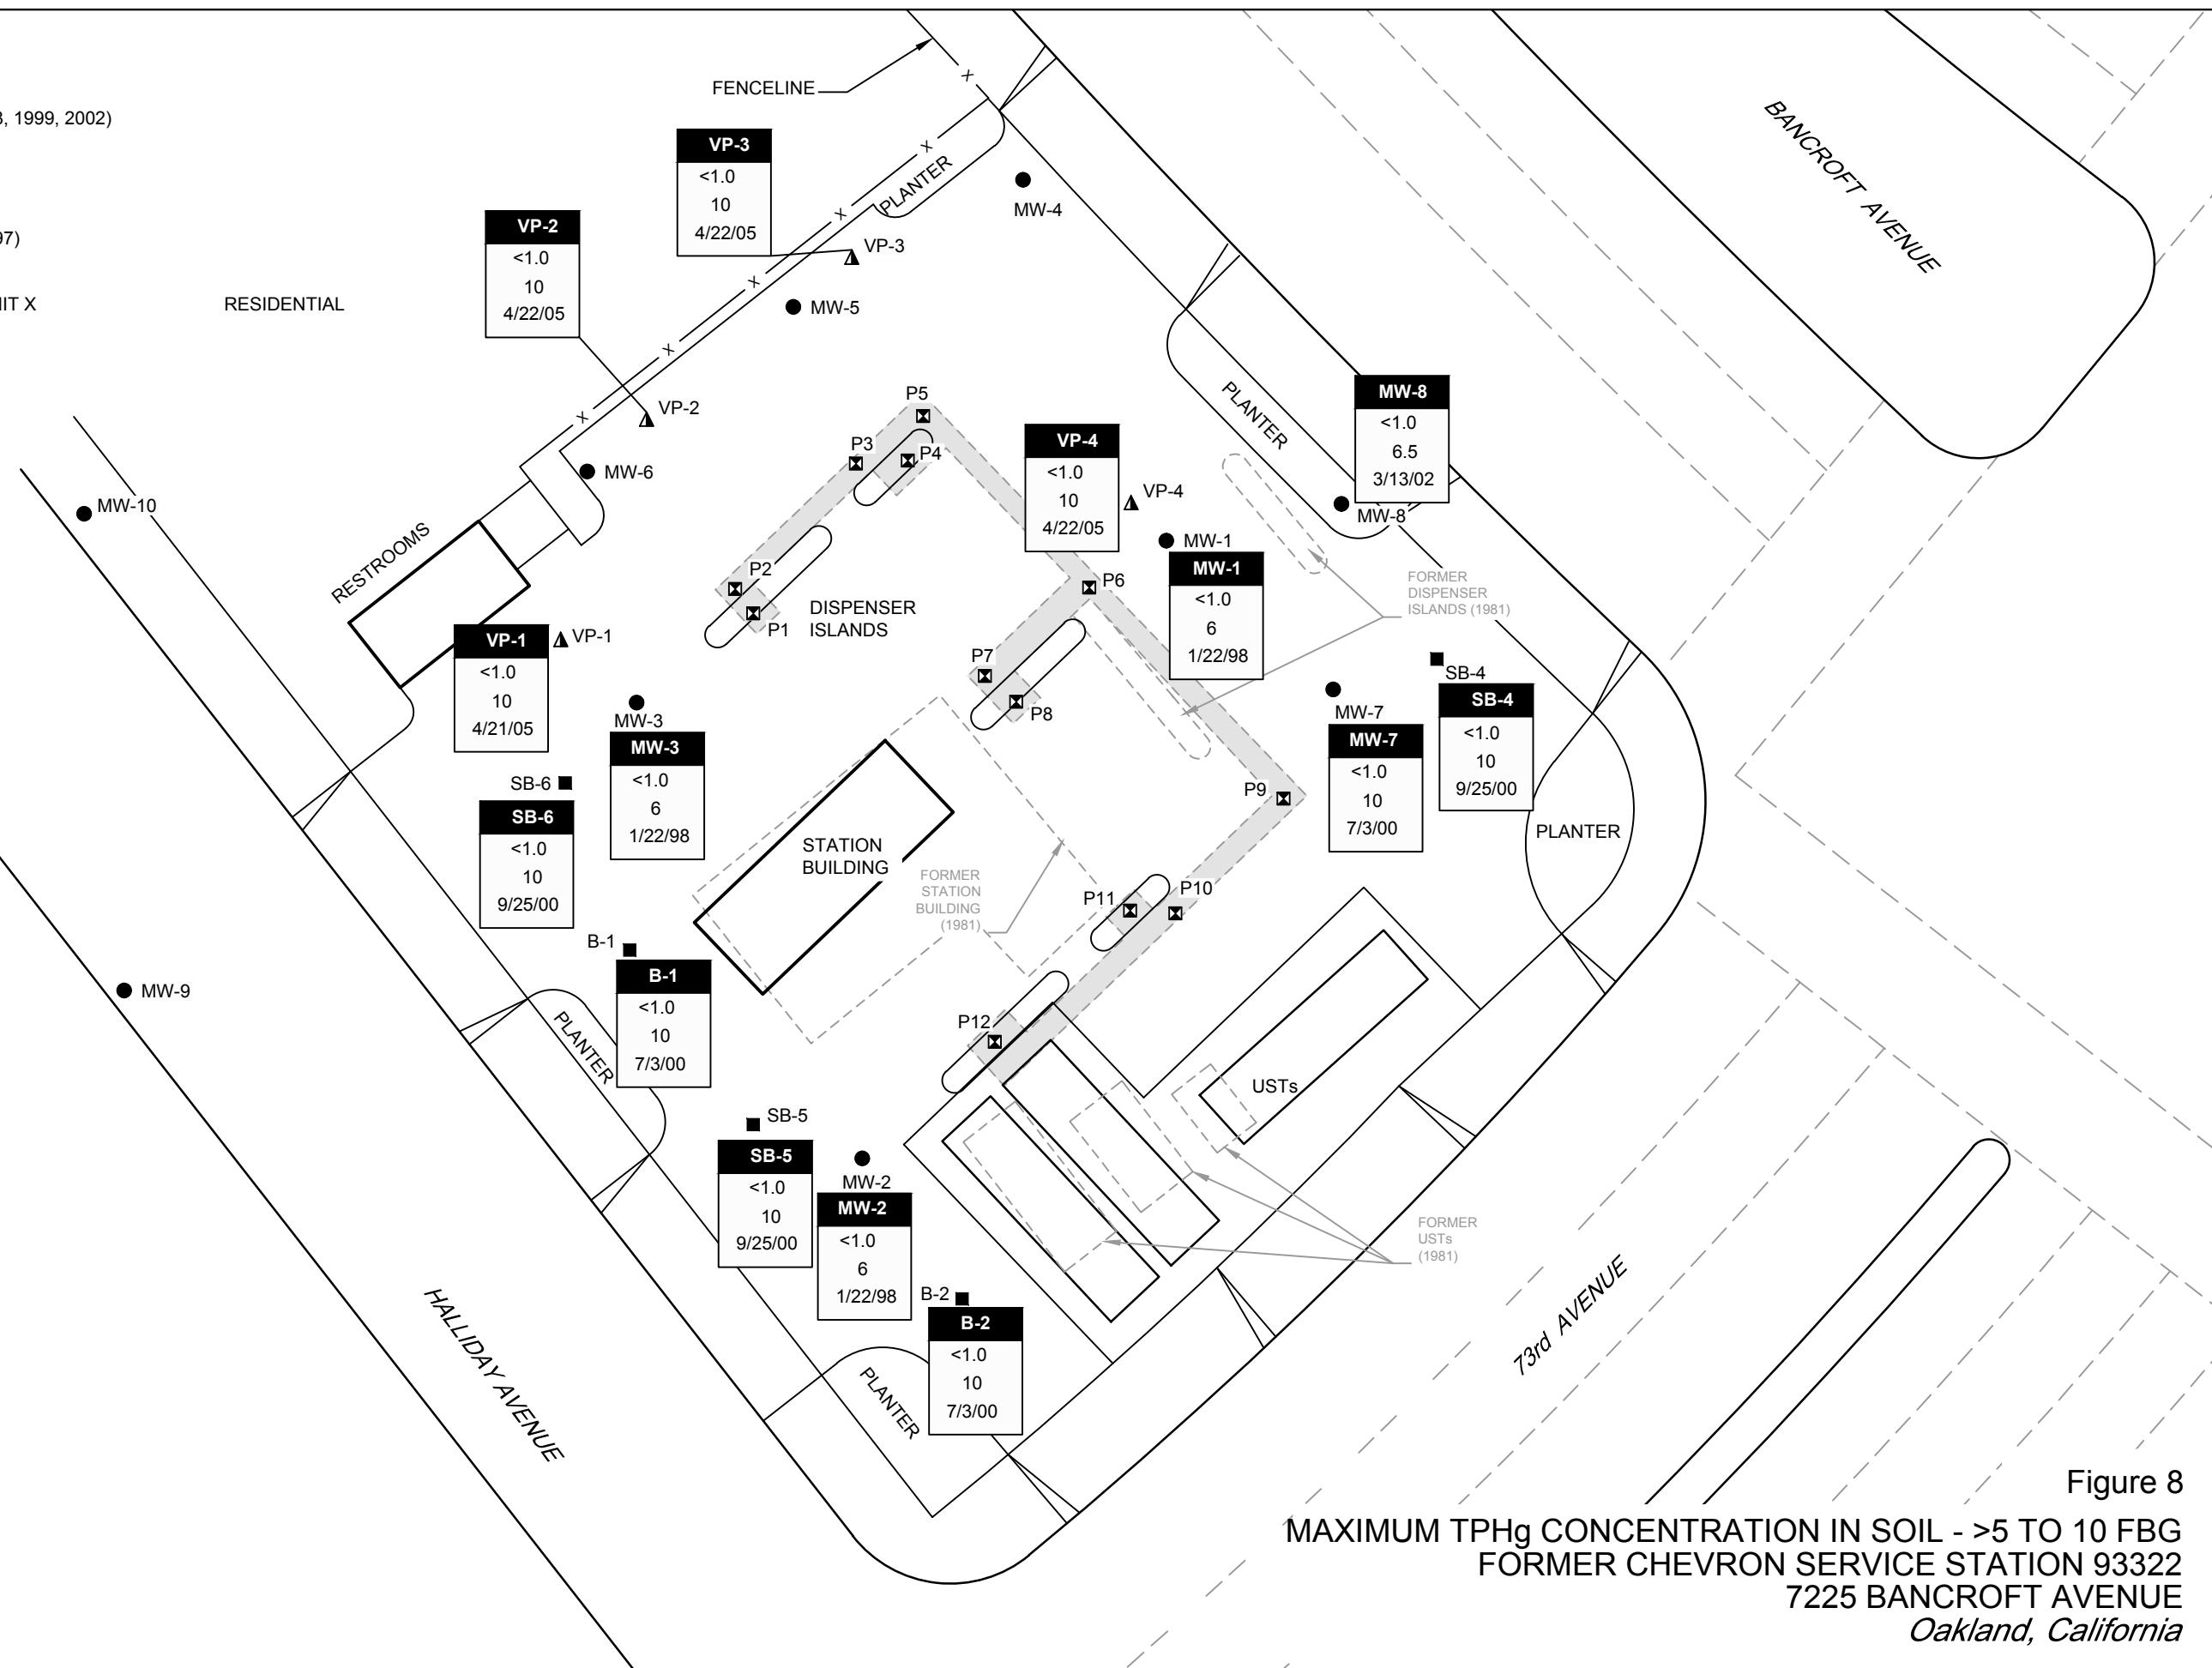 FENCELINE
X
, 1999, 2002)
VP-3
<1.0
10
4/22/05
X
PLANTER
BANCROFT AVENUE
MW-4
VP-2
<1.0
10
4/22/05
X
VP-3
97)
X
MW-5
IIT X
RESIDENTIAL
X
VP-2
X
MW-6
P5
P3
P4
PLANTER
MW-8
<1.0
6.5
3/13/02
MW-8
VP-4
<1.0
10
4/22/05
VP-4
MW-10
RESTROOMS
MW-1
MW-1
<1.0
6
1/22/98
P2
P1
DISPENSER
ISLANDS
P6
FORMER
DISPENSER
ISLANDS (1981)
VP-1
<1.0
10
4/21/05
VP-1
P7
P8
SB-4
SB-4
<1.0
10
9/25/00
MW-3
MW-3
<1.0
6
1/22/98
MW-7
MW-7
<1.0
10
7/3/00
SB-6
SB-6
<1.0
10
9/25/00
P9
PLANTER
STATION
BUILDING
FORMER
STATION
BUILDING
(1981)
P11
P10
B-1
B-1
<1.0
10
7/3/00
MW-9
PLANTER
P12
USTs
SB-5
SB-5
<1.0
10
9/25/00
MW-2
MW-2
<1.0
6
1/22/98
FORMER
USTs
(1981)
B-2
B-2
<1.0
10
7/3/00
HALLIDAY AVENUE
73rd AVENUE
PLANTER
Figure 8
MAXIMUM TPHg CONCENTRATION IN SOIL - >5 TO 10 FBG
FORMER CHEVRON SERVICE STATION 93322
7225 BANCROFT AVENUE
Oakland, California